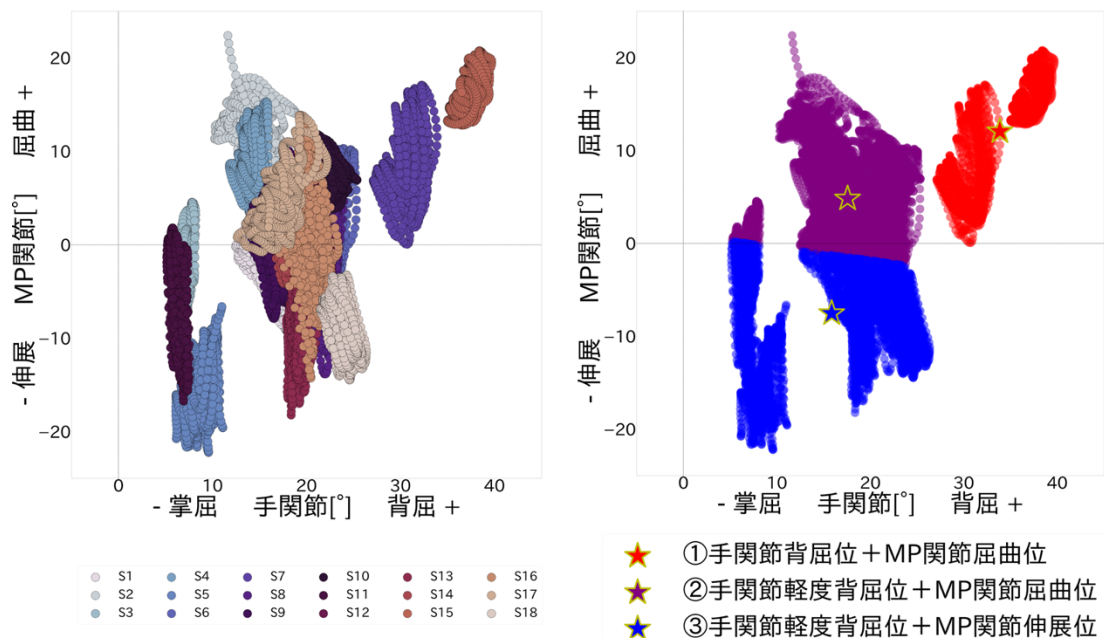 20
10
0
−10
−20
- 伸展 MP関節[°] 屈曲 +
0 10 20 30 40
- 掌屈 手関節[°] 背屈 +
S1 S4 S7 S10 S13 S16
S2 S5 S8 S11 S14 S17
S3 S6 S9 S12 S15 S18
20
10
0
−10
−20
- 伸展 MP関節[°] 屈曲 +
0 10 20 30 40
- 掌屈 手関節[°] 背屈 +
①手関節背屈位＋MP関節屈曲位
②手関節軽度背屈位＋MP関節屈曲位
③手関節軽度背屈位＋MP関節伸展位